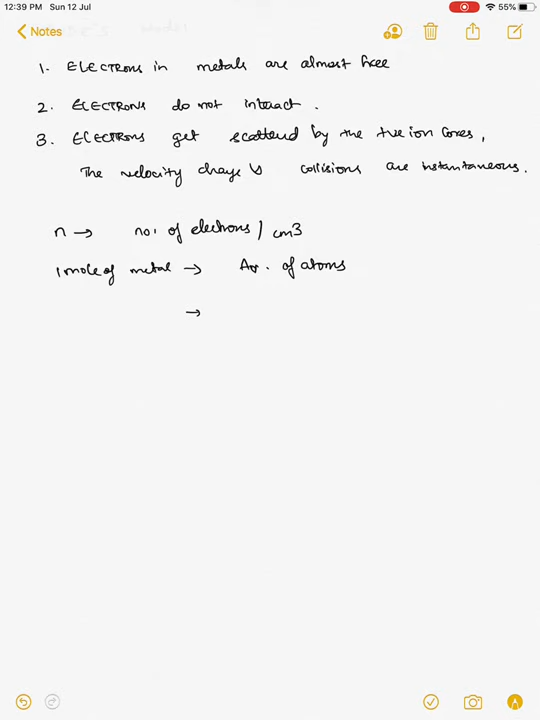 12:39 PM Sun 12 Jul
55%
Notes
1. ELECTRONS in metals are almost free
2. ELECTRONS do not interact.
3. ELECTRONS get scattered by the +ve ion cores,
The velocity change & collisions are instantaneous.
n → no. of electrons / cm3
1 mole of metal → Av. of atoms
→